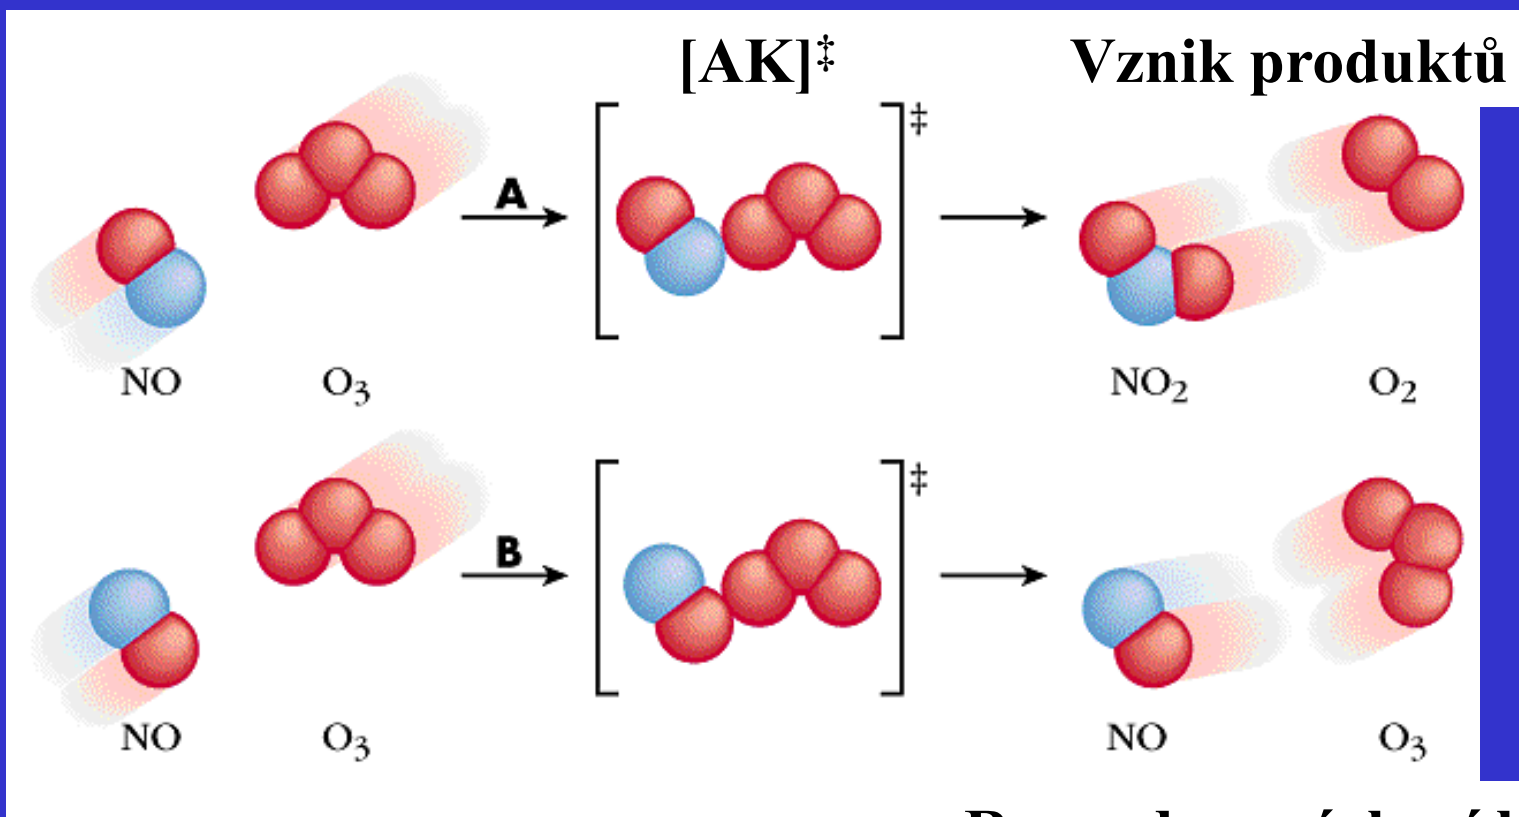 [AK]‡ Vznik produktů
‡
A
NO O₃ NO₂ O₂
‡
B
NO O₃ NO O₃